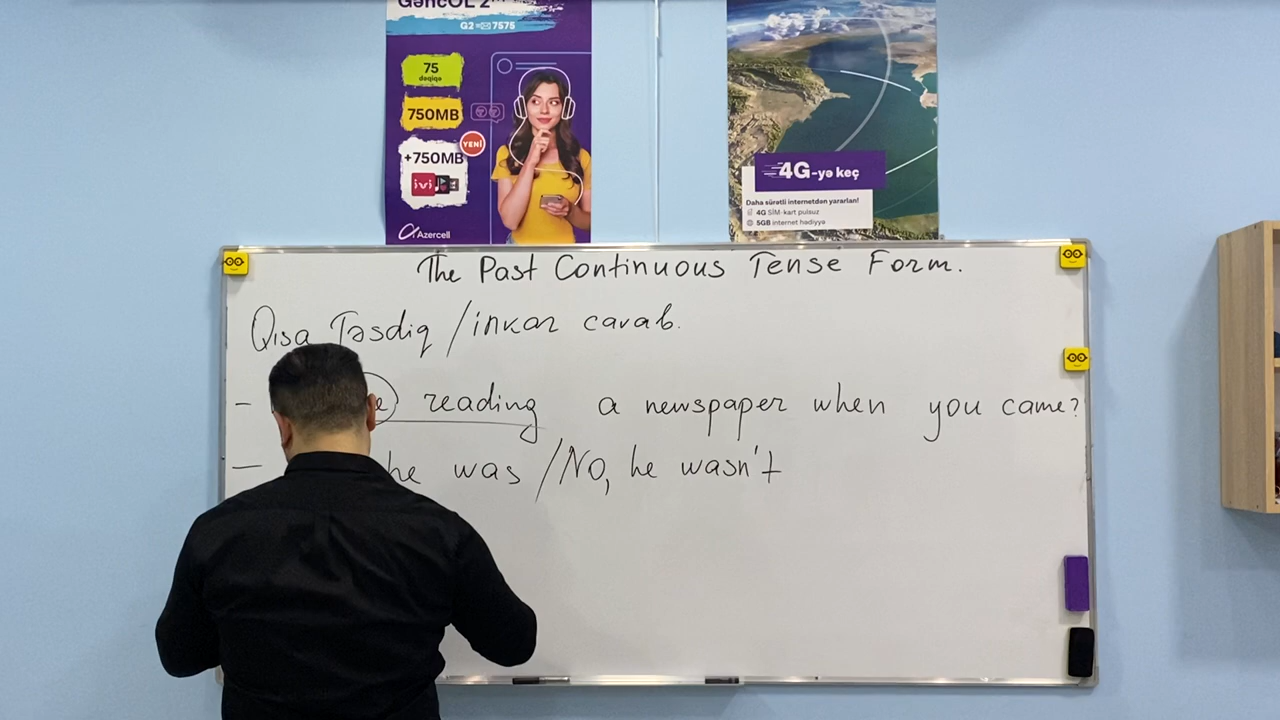 GəncOL 2
G2 7575
75
dəqiqə
750MB
YENİ
+750MB
ivi
Azercell
4G-yə keç
Daha sürətli internetdən yararlan!
4G SİM-kart pulsuz
5GB internet hədiyyə
The Past Continuous Tense Form.
Qısa Təsdiq / inkar cavab.
- reading a newspaper when you came?
- he was / No, he wasn't